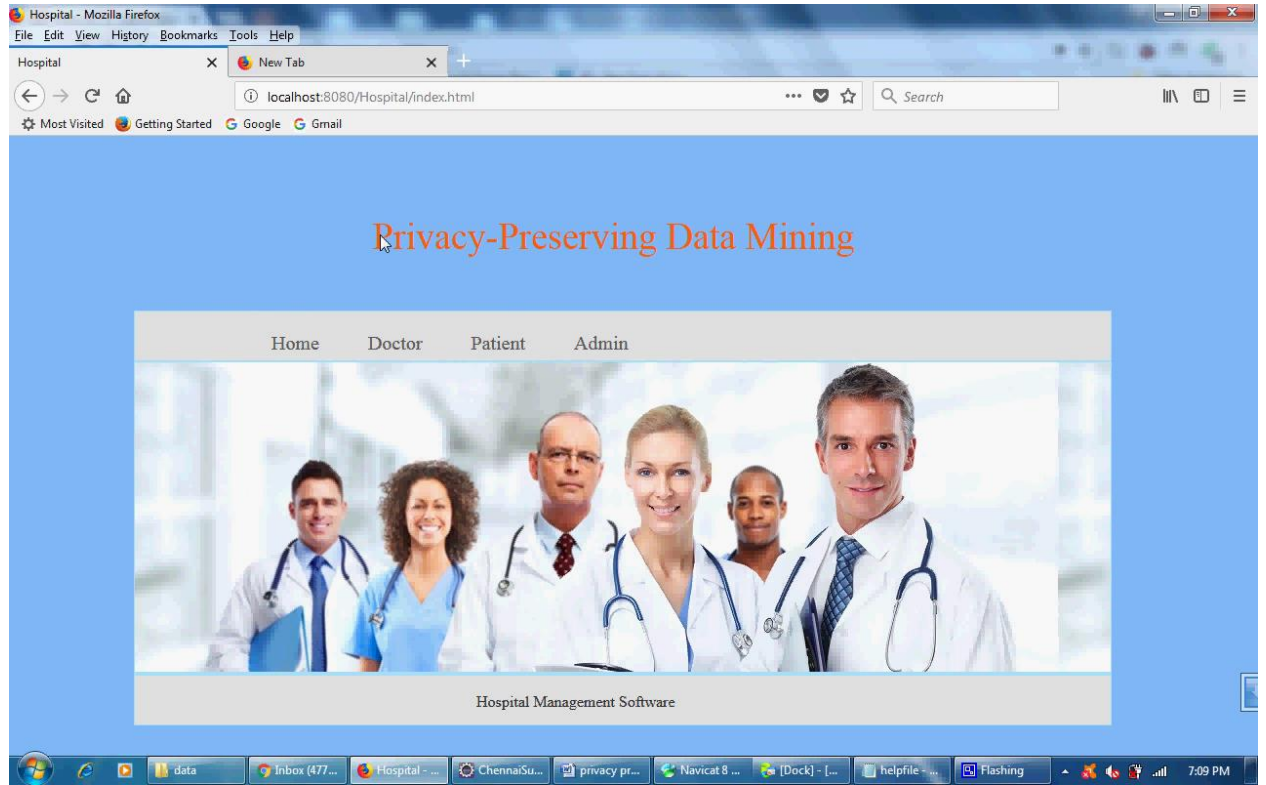 Hospital - Mozilla Firefox
File Edit View History Bookmarks Tools Help
Hospital
New Tab
localhost:8080/Hospital/index.html
Search
Most Visited Getting Started Google Gmail
Privacy-Preserving Data Mining
Home Doctor Patient Admin
Hospital Management Software
data Inbox (477... Hospital - ... ChennaiSu... privacy pr... Navicat 8 ... [Dock] - [... helpfile - ... Flashing 7:09 PM